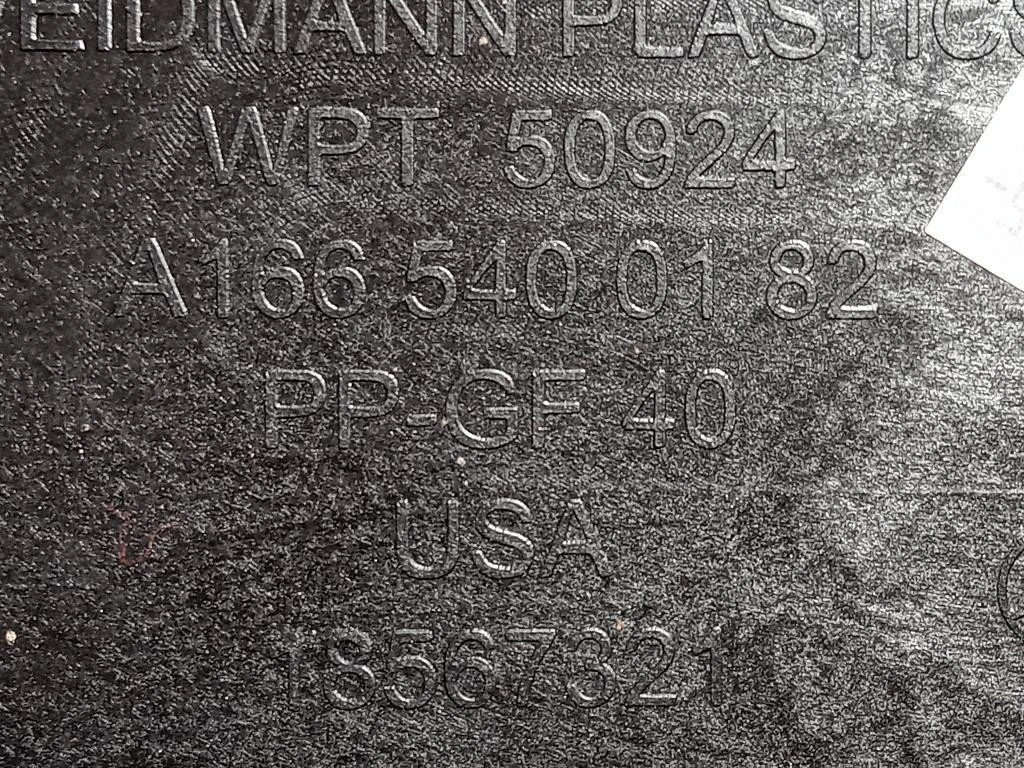 EIDMANN PLASTICS
WPT 50924
A 166 540 01 82
PP-GF 40
USA
18567321